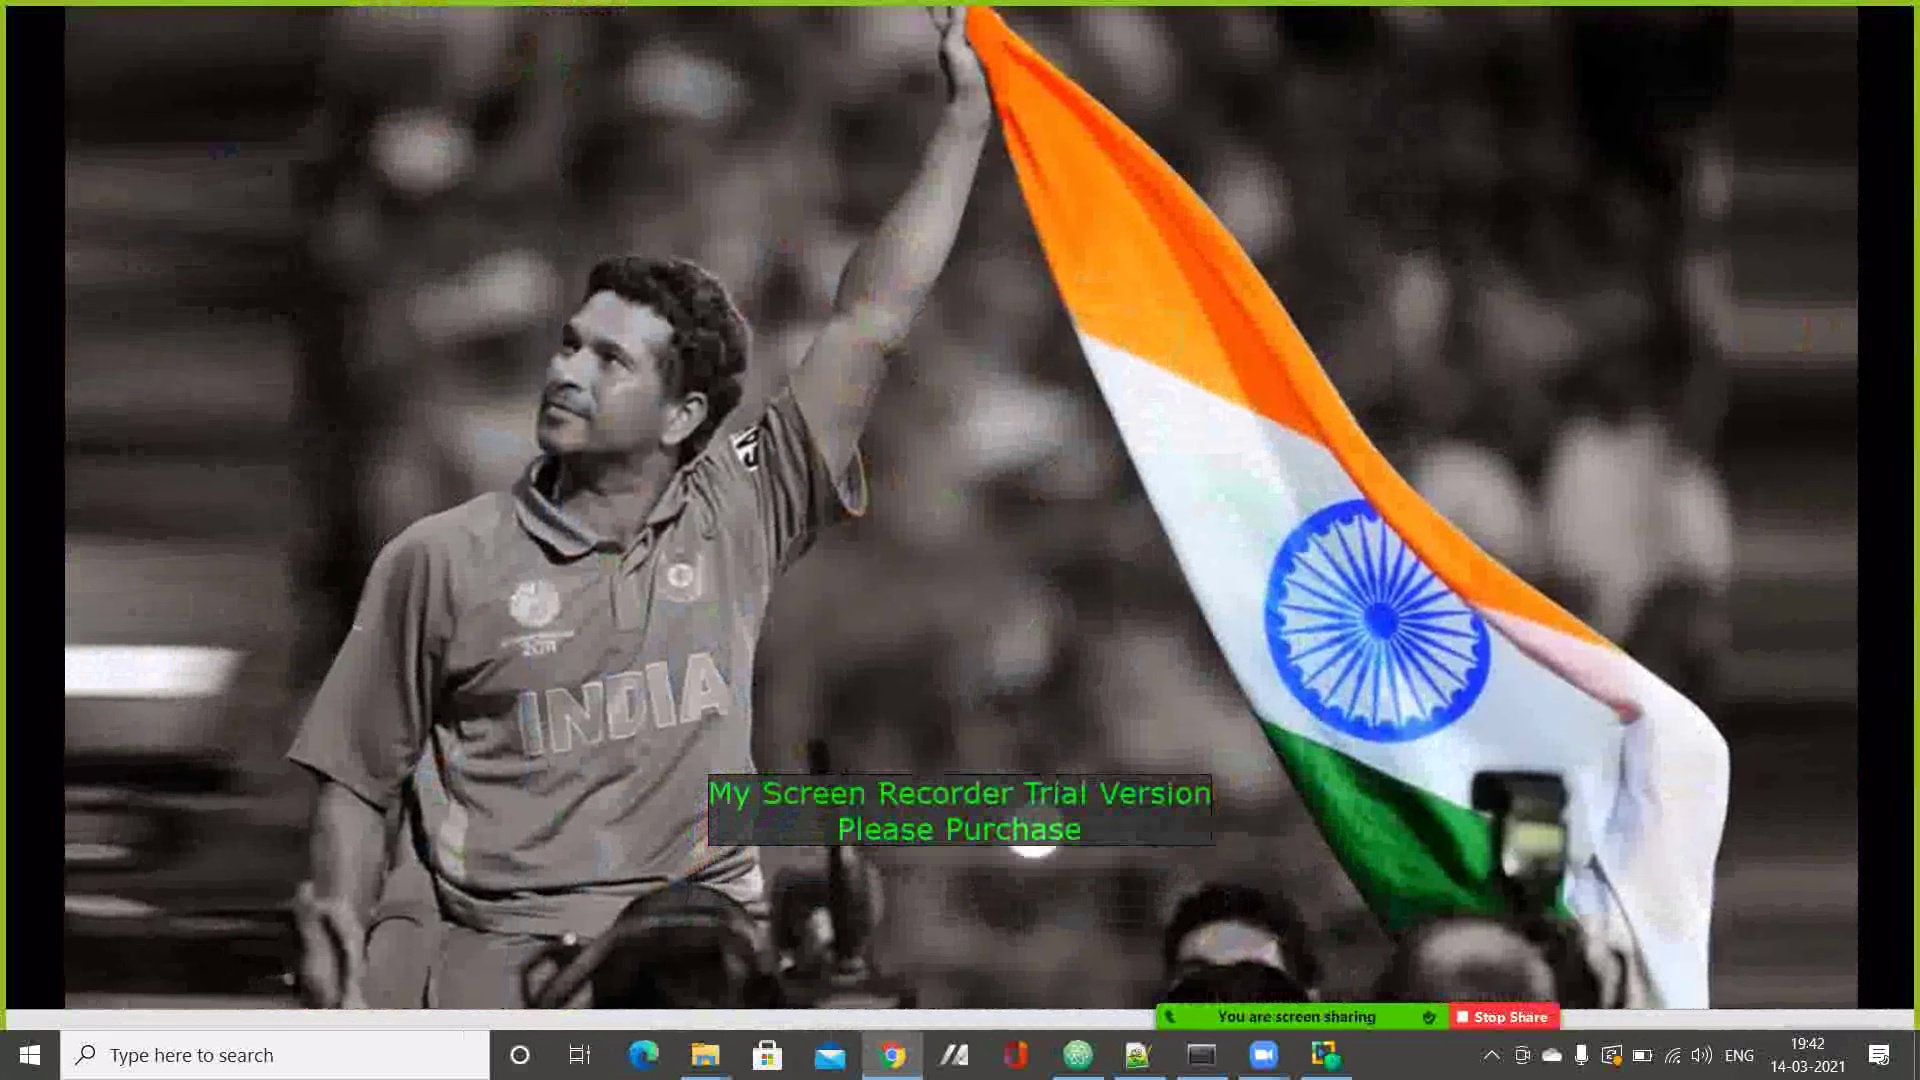 2011
INDIA
My Screen Recorder Trial Version
Please Purchase
You are screen sharing
Stop Share
Type here to search
ENG
19:42
14-03-2021